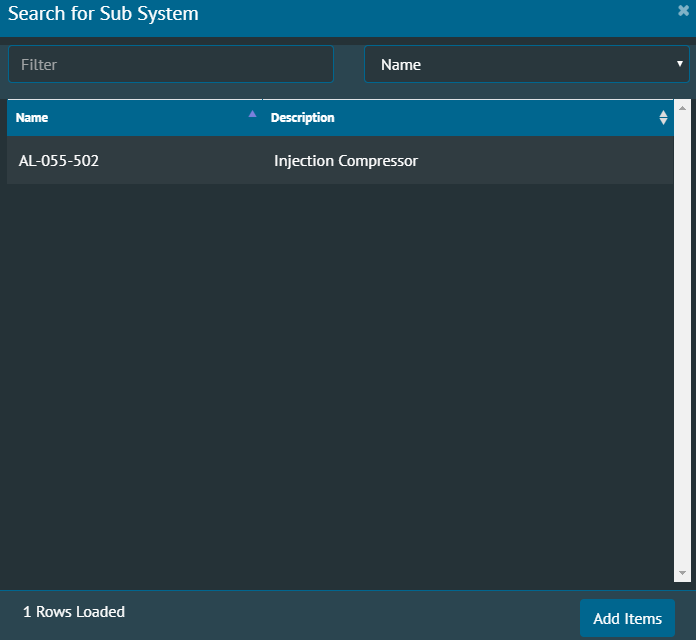 Search for Sub System
Filter
Name
Name
Description
AL-055-502
Injection Compressor
1 Rows Loaded
Add Items